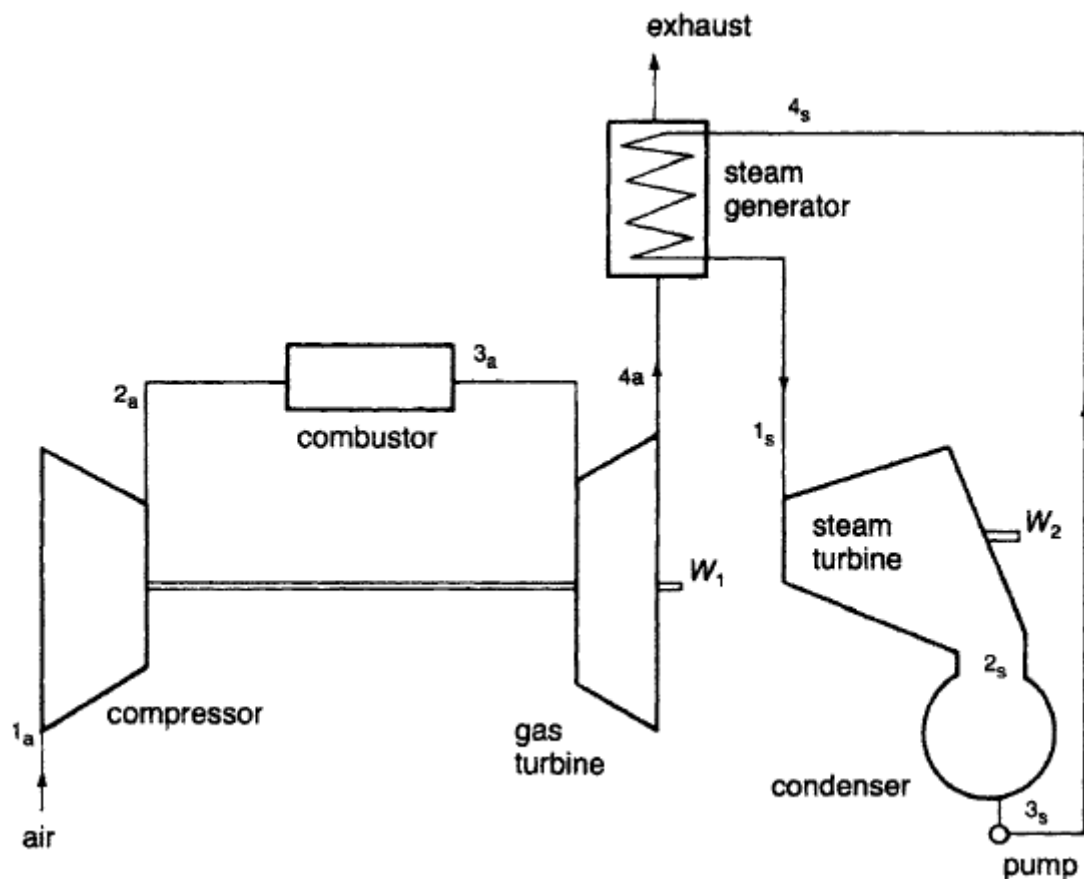 exhaust
4s
steam
generator
3a
2a
4a
combustor
1s
steam
turbine
W2
W1
2s
compressor
1a
gas
turbine
condenser
3s
air
pump